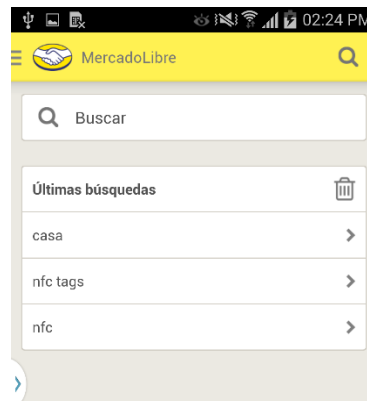 02:24 PM
MercadoLibre
Buscar
Últimas búsquedas
casa
nfc tags
nfc